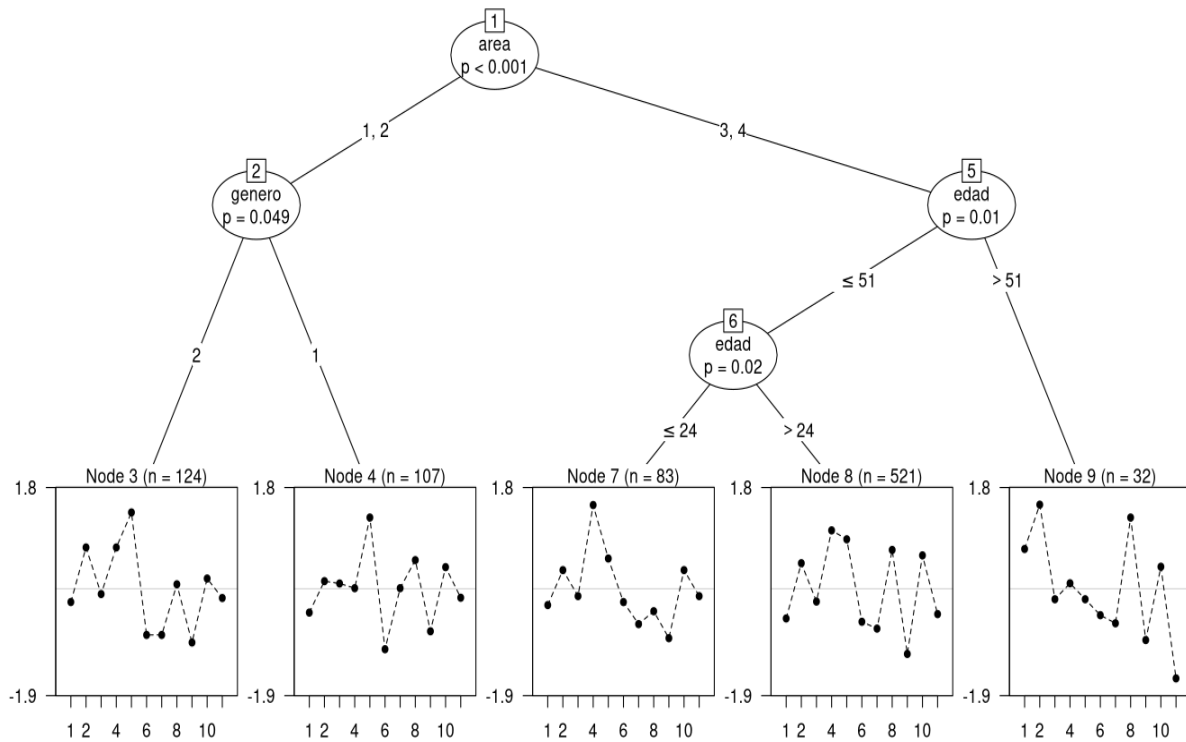 1
area
p < 0.001
1, 2
3, 4
2
genero
p = 0.049
5
edad
p = 0.01
≤ 51
> 51
6
edad
p = 0.02
2
1
≤ 24
> 24
Node 3 (n = 124)
Node 4 (n = 107)
Node 7 (n = 83)
Node 8 (n = 521)
Node 9 (n = 32)
1.8
1.8
1.8
1.8
1.8
-1.9
-1.9
-1.9
-1.9
-1.9
1 2 4 6 8 10
1 2 4 6 8 10
1 2 4 6 8 10
1 2 4 6 8 10
1 2 4 6 8 10